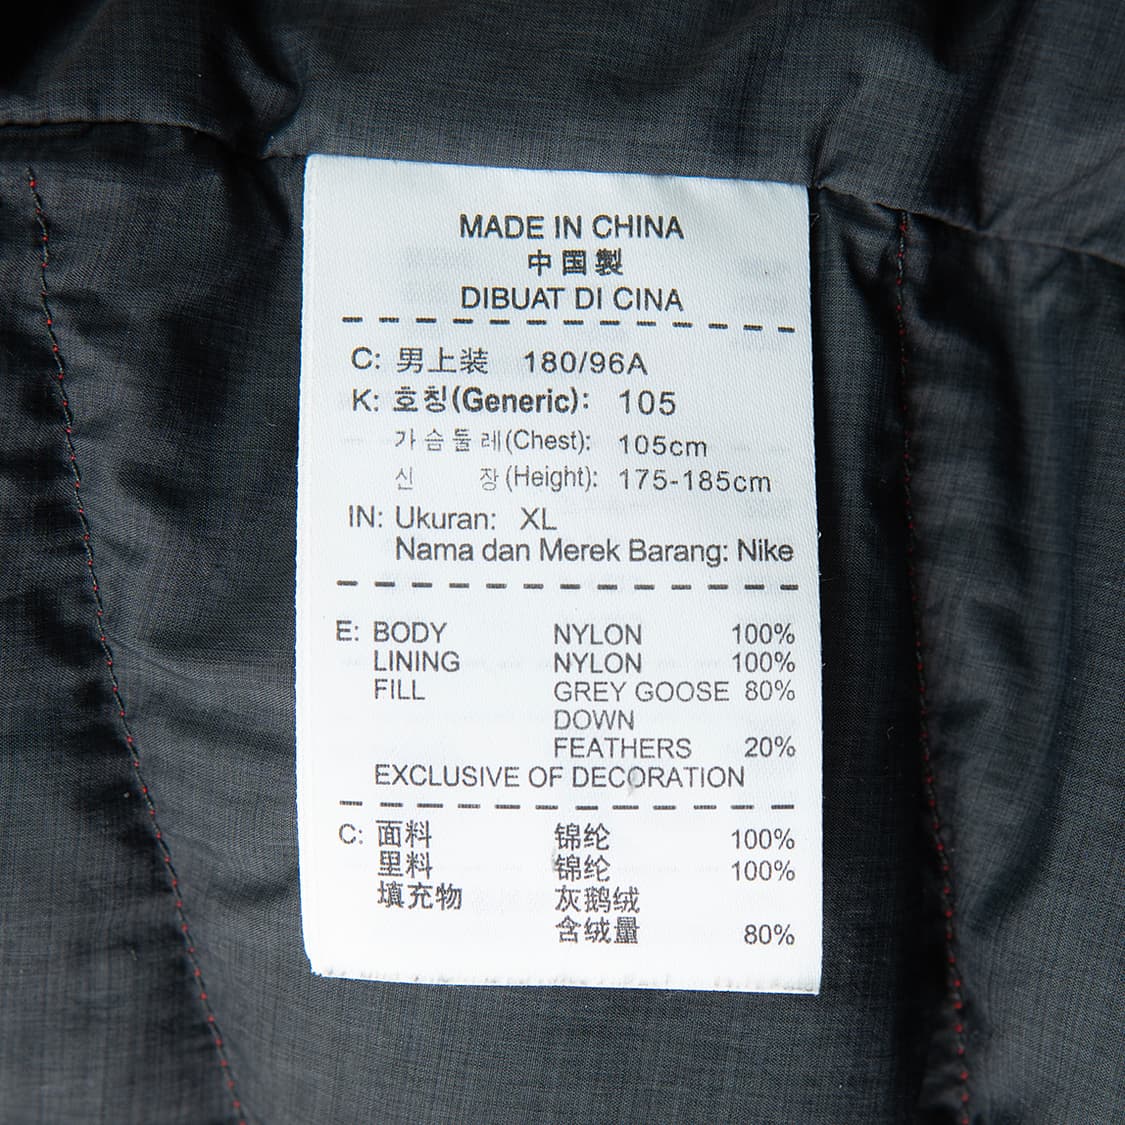 MADE IN CHINA
中国製
DIBUAT DI CINA
C: 男上装 180/96A
K: 호칭(Generic): 105
가슴둘레(Chest): 105cm
신 장(Height): 175-185cm
IN: Ukuran: XL
Nama dan Merek Barang: Nike
E: BODY NYLON 100%
LINING NYLON 100%
FILL GREY GOOSE 80%
DOWN
FEATHERS 20%
EXCLUSIVE OF DECORATION
C: 面料 锦纶 100%
里料 锦纶 100%
填充物 灰鹅绒
含绒量 80%